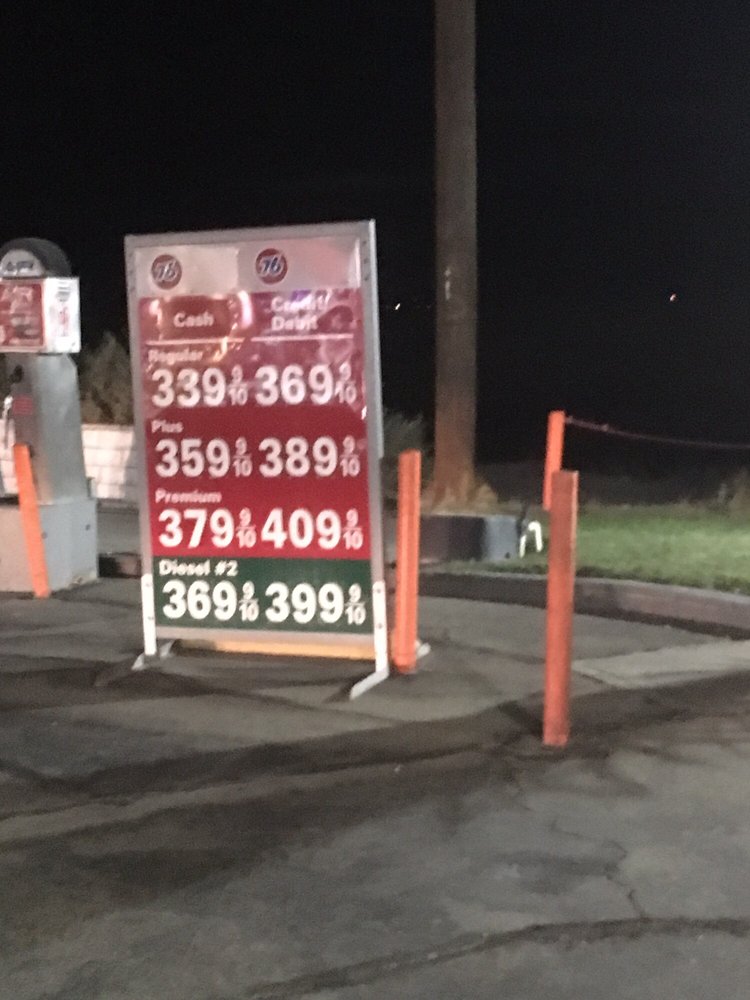 76 76
Cash Credit/
Debit
Regular
339 9/10 369 9/10
Plus
359 9/10 389 9/10
Premium
379 9/10 409 9/10
Diesel #2
369 9/10 399 9/10